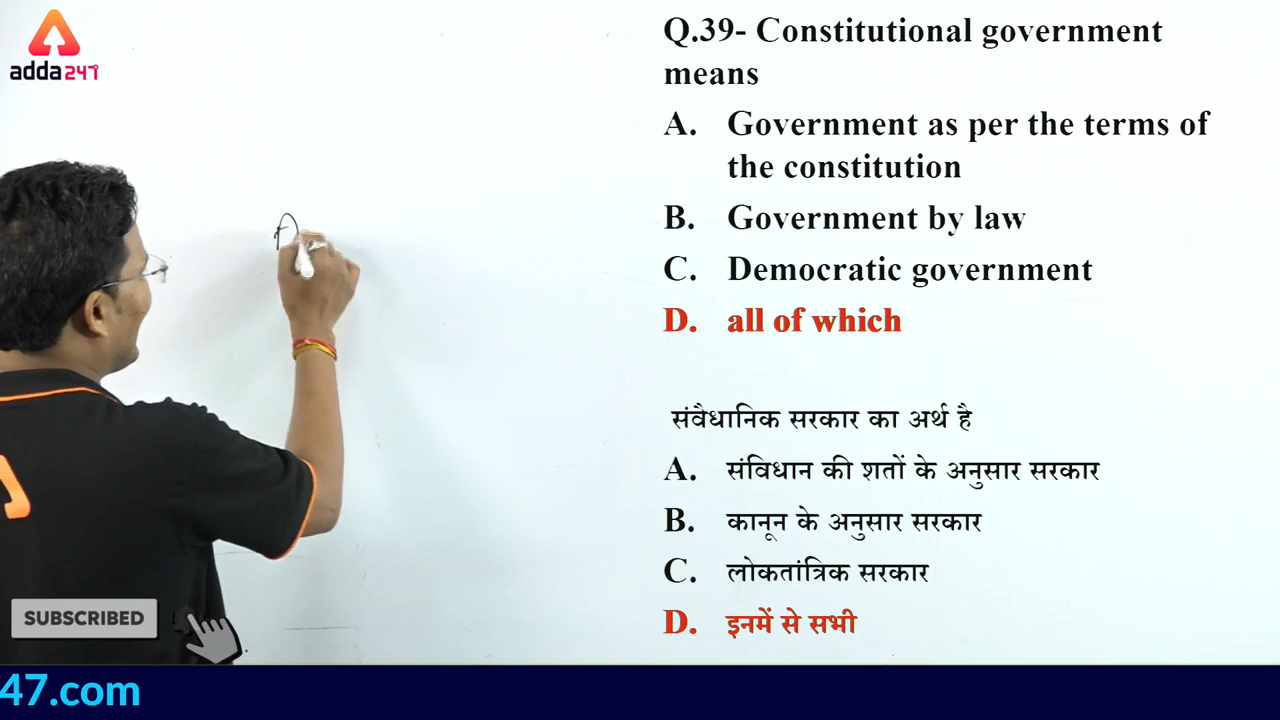 adda247
Q.39- Constitutional government
means
A. Government as per the terms of
the constitution
B. Government by law
C. Democratic government
D. all of which
संवैधानिक सरकार का अर्थ है
A. संविधान की शर्तों के अनुसार सरकार
B. कानून के अनुसार सरकार
C. लोकतांत्रिक सरकार
D. इनमें से सभी
SUBSCRIBED
47.com